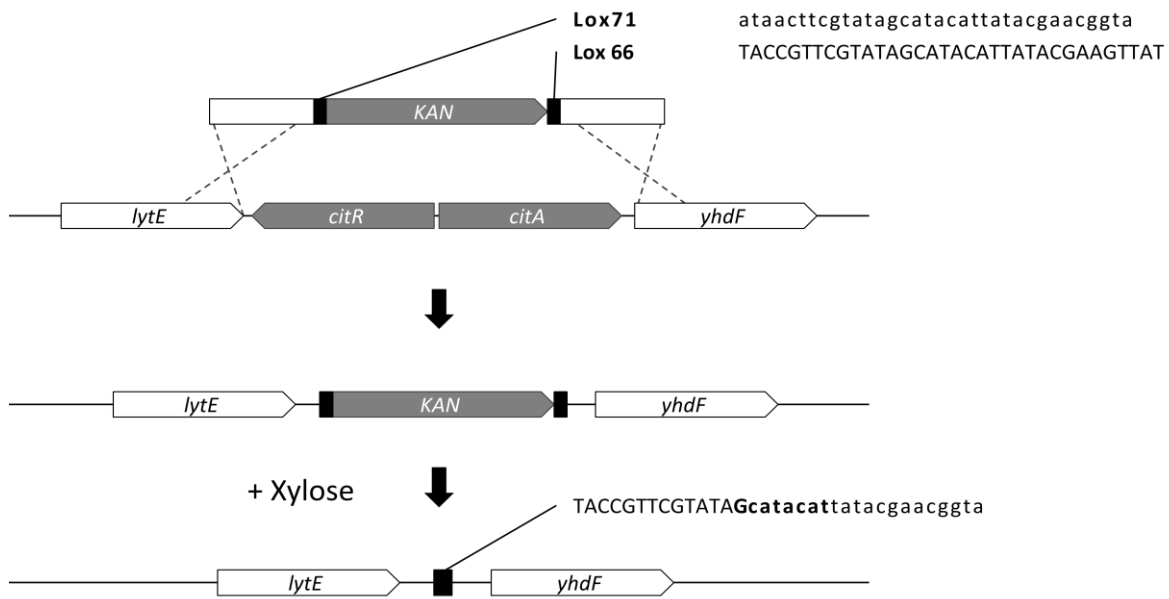 Lox71 ataacttcgtatagcatacattatacgaacggta
Lox 66 TACCGTTCGTATAGCATACATTATACGAAGTTAT
KAN
lytE citR citA yhdF
lytE KAN yhdF
+ Xylose
TACCGTTCGTATAGcatacattatacgaacggta
lytE yhdF